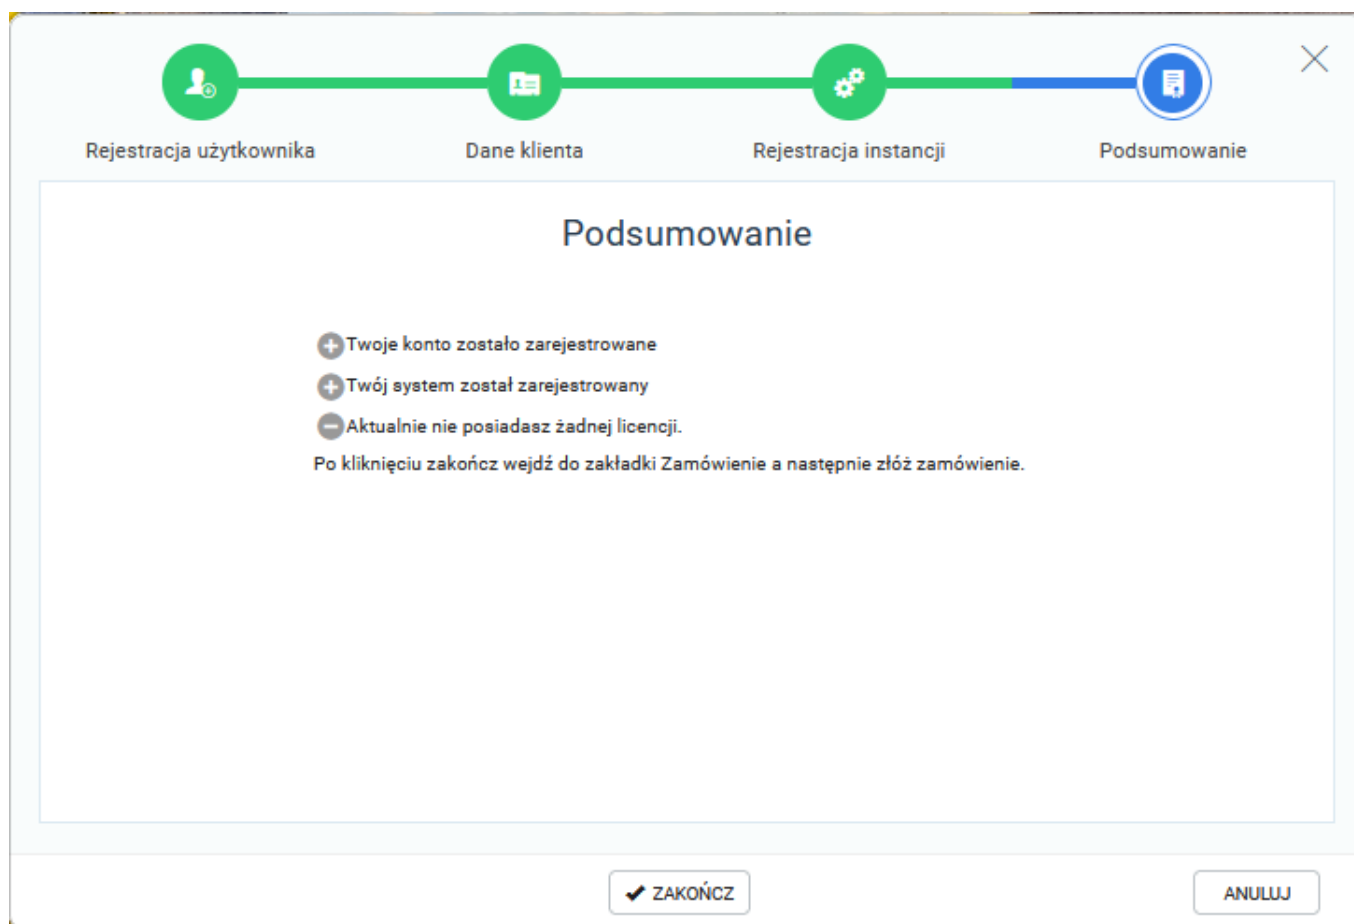 Rejestracja użytkownika
Dane klienta
Rejestracja instancji
Podsumowanie
Podsumowanie
Twoje konto zostało zarejestrowane
Twój system został zarejestrowany
Aktualnie nie posiadasz żadnej licencji.
Po kliknięciu zakończ wejdź do zakładki Zamówienie a następnie złóż zamówienie.
ZAKOŃCZ
ANULUJ